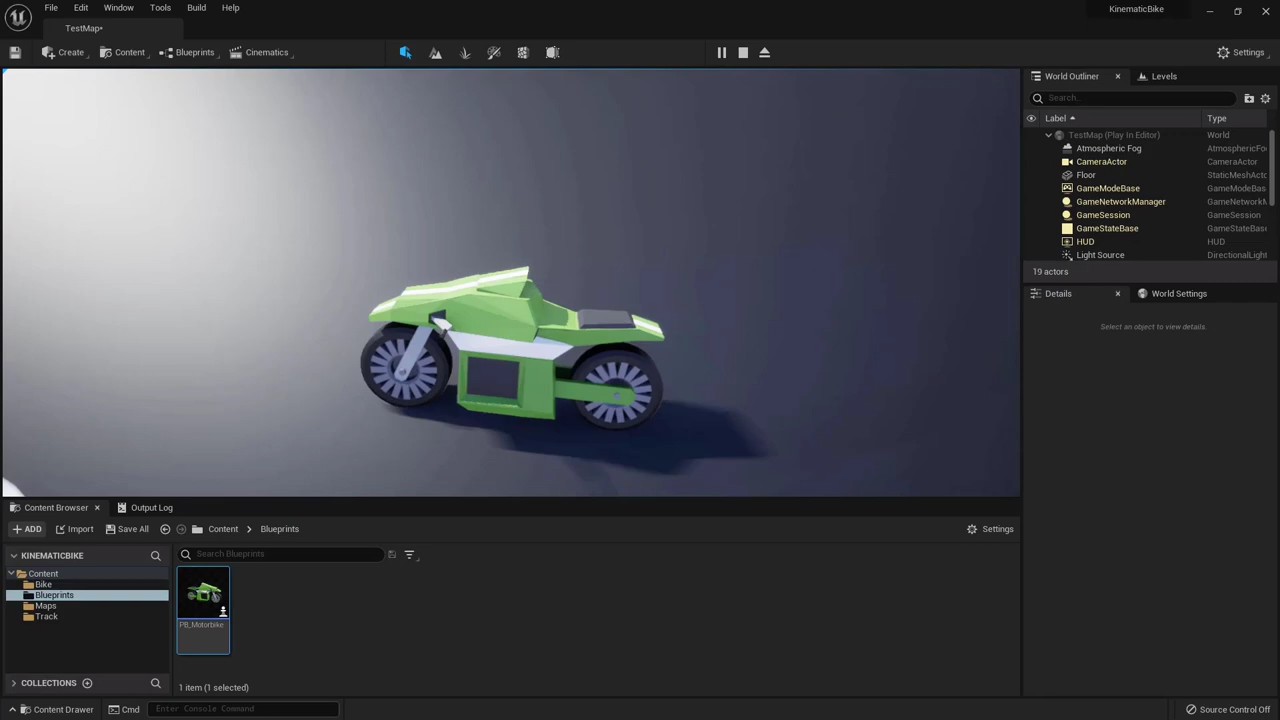 File Edit Window Tools Build Help
KinematicBike
TestMap•
Create Content Blueprints Cinematics Settings
World Outliner Levels
Search...
Label Type
TestMap (Play In Editor) World
Atmospheric Fog AtmosphericFo
CameraActor CameraActor
Floor StaticMeshActo
GameModeBase GameModeBas
GameNetworkManager GameNetworkM
GameSession GameSession
GameStateBase GameStateBase
HUD HUD
Light Source DirectionalLight
19 actors
Details World Settings
Select an object to view details.
Content Browser Output Log
ADD Import Save All Content Blueprints Settings
KINEMATICBIKE
Search Blueprints
Content
Bike
Blueprints
Maps
Track
PB_Motorbike
COLLECTIONS
1 item (1 selected)
Content Drawer Cmd Enter Console Command Source Control Off